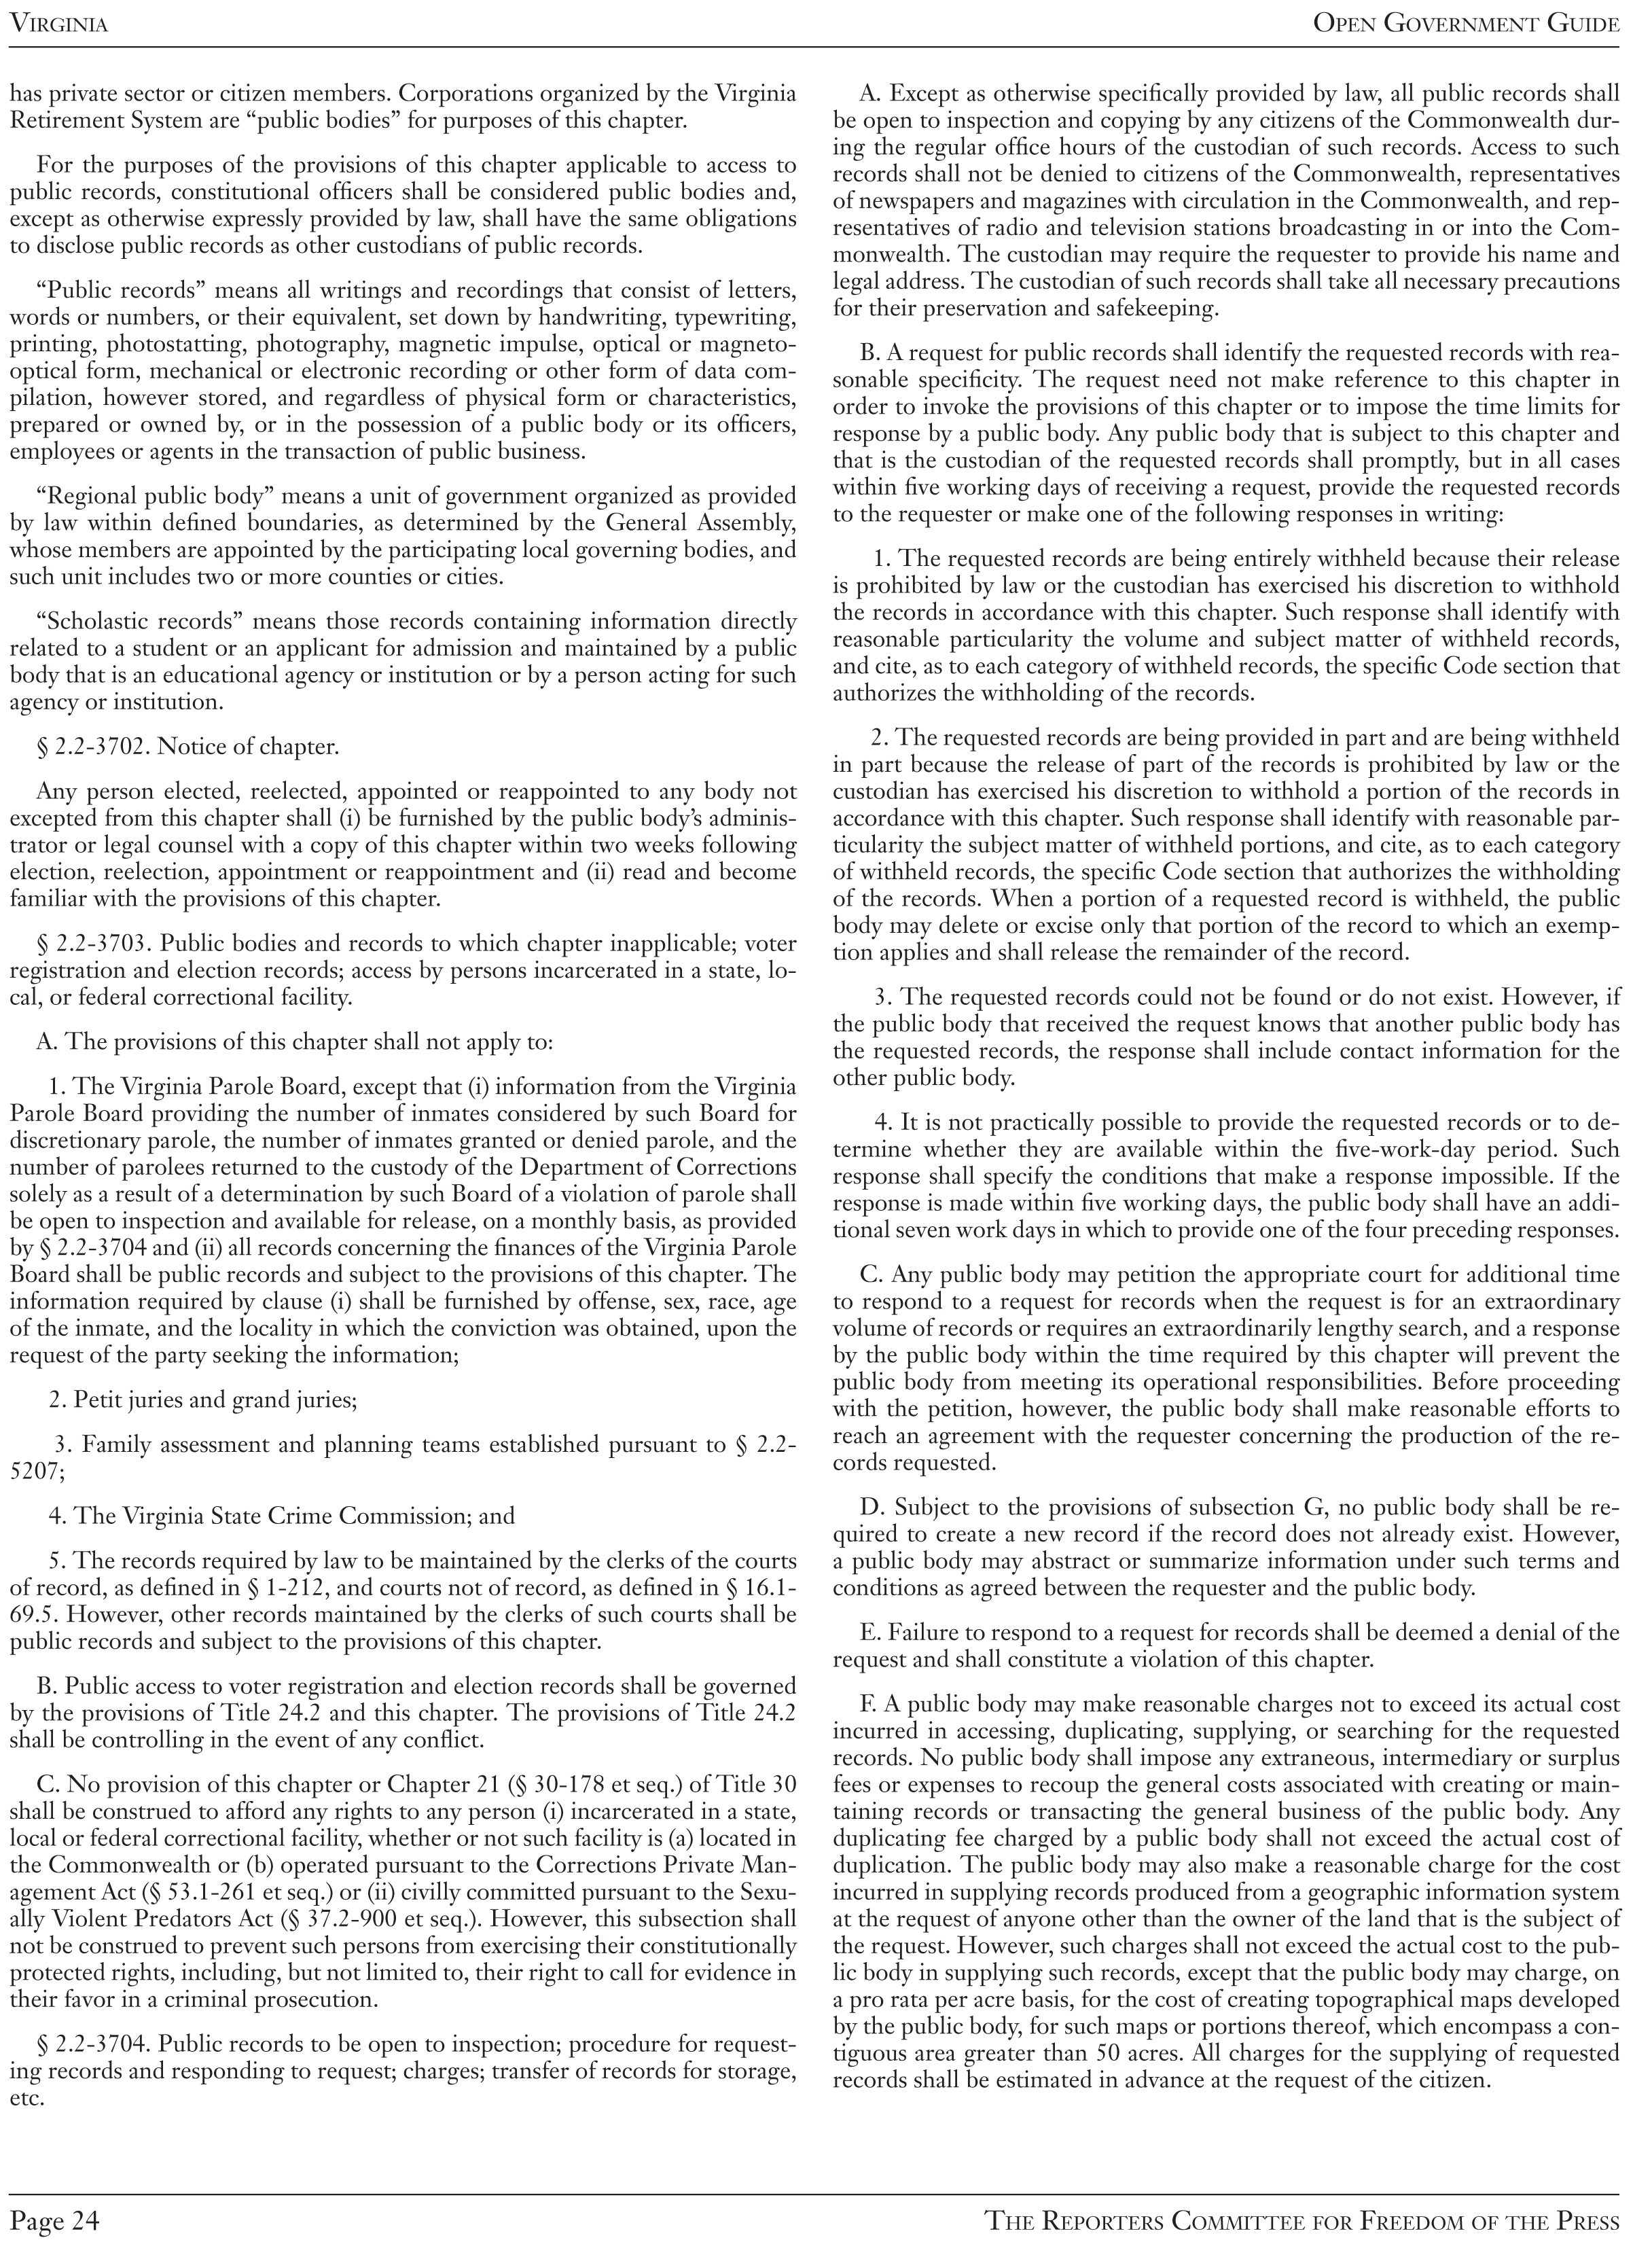 VIRGINIA
OPEN GOVERNMENT GUIDE
has private sector or citizen members. Corporations organized by the Virginia
Retirement System are “public bodies” for purposes of this chapter.
For the purposes of the provisions of this chapter applicable to access to
public records, constitutional officers shall be considered public bodies and,
except as otherwise expressly provided by law, shall have the same obligations
to disclose public records as other custodians of public records.
“Public records” means all writings and recordings that consist of letters,
words or numbers, or their equivalent, set down by handwriting, typewriting,
printing, photostatting, photography, magnetic impulse, optical or magneto-
optical form, mechanical or electronic recording or other form of data com-
pilation, however stored, and regardless of physical form or characteristics,
prepared or owned by, or in the possession of a public body or its officers,
employees or agents in the transaction of public business.
“Regional public body” means a unit of government organized as provided
by law within defined boundaries, as determined by the General Assembly,
whose members are appointed by the participating local governing bodies, and
such unit includes two or more counties or cities.
“Scholastic records” means those records containing information directly
related to a student or an applicant for admission and maintained by a public
body that is an educational agency or institution or by a person acting for such
agency or institution.
§ 2.2-3702. Notice of chapter.
Any person elected, reelected, appointed or reappointed to any body not
excepted from this chapter shall (i) be furnished by the public body’s adminis-
trator or legal counsel with a copy of this chapter within two weeks following
election, reelection, appointment or reappointment and (ii) read and become
familiar with the provisions of this chapter.
§ 2.2-3703. Public bodies and records to which chapter inapplicable; voter
registration and election records; access by persons incarcerated in a state, lo-
cal, or federal correctional facility.
A. The provisions of this chapter shall not apply to:
1. The Virginia Parole Board, except that (i) information from the Virginia
Parole Board providing the number of inmates considered by such Board for
discretionary parole, the number of inmates granted or denied parole, and the
number of parolees returned to the custody of the Department of Corrections
solely as a result of a determination by such Board of a violation of parole shall
be open to inspection and available for release, on a monthly basis, as provided
by § 2.2-3704 and (ii) all records concerning the finances of the Virginia Parole
Board shall be public records and subject to the provisions of this chapter. The
information required by clause (i) shall be furnished by offense, sex, race, age
of the inmate, and the locality in which the conviction was obtained, upon the
request of the party seeking the information;
2. Petit juries and grand juries;
3. Family assessment and planning teams established pursuant to § 2.2-
5207;
4. The Virginia State Crime Commission; and
5. The records required by law to be maintained by the clerks of the courts
of record, as defined in § 1-212, and courts not of record, as defined in § 16.1-
69.5. However, other records maintained by the clerks of such courts shall be
public records and subject to the provisions of this chapter.
B. Public access to voter registration and election records shall be governed
by the provisions of Title 24.2 and this chapter. The provisions of Title 24.2
shall be controlling in the event of any conflict.
C. No provision of this chapter or Chapter 21 (§ 30-178 et seq.) of Title 30
shall be construed to afford any rights to any person (i) incarcerated in a state,
local or federal correctional facility, whether or not such facility is (a) located in
the Commonwealth or (b) operated pursuant to the Corrections Private Man-
agement Act (§ 53.1-261 et seq.) or (ii) civilly committed pursuant to the Sexu-
ally Violent Predators Act (§ 37.2-900 et seq.). However, this subsection shall
not be construed to prevent such persons from exercising their constitutionally
protected rights, including, but not limited to, their right to call for evidence in
their favor in a criminal prosecution.
§ 2.2-3704. Public records to be open to inspection; procedure for request-
ing records and responding to request; charges; transfer of records for storage,
etc.
A. Except as otherwise specifically provided by law, all public records shall
be open to inspection and copying by any citizens of the Commonwealth dur-
ing the regular office hours of the custodian of such records. Access to such
records shall not be denied to citizens of the Commonwealth, representatives
of newspapers and magazines with circulation in the Commonwealth, and rep-
resentatives of radio and television stations broadcasting in or into the Com-
monwealth. The custodian may require the requester to provide his name and
legal address. The custodian of such records shall take all necessary precautions
for their preservation and safekeeping.
B. A request for public records shall identify the requested records with rea-
sonable specificity. The request need not make reference to this chapter in
order to invoke the provisions of this chapter or to impose the time limits for
response by a public body. Any public body that is subject to this chapter and
that is the custodian of the requested records shall promptly, but in all cases
within five working days of receiving a request, provide the requested records
to the requester or make one of the following responses in writing:
1. The requested records are being entirely withheld because their release
is prohibited by law or the custodian has exercised his discretion to withhold
the records in accordance with this chapter. Such response shall identify with
reasonable particularity the volume and subject matter of withheld records,
and cite, as to each category of withheld records, the specific Code section that
authorizes the withholding of the records.
2. The requested records are being provided in part and are being withheld
in part because the release of part of the records is prohibited by law or the
custodian has exercised his discretion to withhold a portion of the records in
accordance with this chapter. Such response shall identify with reasonable par-
ticularity the subject matter of withheld portions, and cite, as to each category
of withheld records, the specific Code section that authorizes the withholding
of the records. When a portion of a requested record is withheld, the public
body may delete or excise only that portion of the record to which an exemp-
tion applies and shall release the remainder of the record.
3. The requested records could not be found or do not exist. However, if
the public body that received the request knows that another public body has
the requested records, the response shall include contact information for the
other public body.
4. It is not practically possible to provide the requested records or to de-
termine whether they are available within the five-work-day period. Such
response shall specify the conditions that make a response impossible. If the
response is made within five working days, the public body shall have an addi-
tional seven work days in which to provide one of the four preceding responses.
C. Any public body may petition the appropriate court for additional time
to respond to a request for records when the request is for an extraordinary
volume of records or requires an extraordinarily lengthy search, and a response
by the public body within the time required by this chapter will prevent the
public body from meeting its operational responsibilities. Before proceeding
with the petition, however, the public body shall make reasonable efforts to
reach an agreement with the requester concerning the production of the re-
cords requested.
D. Subject to the provisions of subsection G, no public body shall be re-
quired to create a new record if the record does not already exist. However,
a public body may abstract or summarize information under such terms and
conditions as agreed between the requester and the public body.
E. Failure to respond to a request for records shall be deemed a denial of the
request and shall constitute a violation of this chapter.
F. A public body may make reasonable charges not to exceed its actual cost
incurred in accessing, duplicating, supplying, or searching for the requested
records. No public body shall impose any extraneous, intermediary or surplus
fees or expenses to recoup the general costs associated with creating or main-
taining records or transacting the general business of the public body. Any
duplicating fee charged by a public body shall not exceed the actual cost of
duplication. The public body may also make a reasonable charge for the cost
incurred in supplying records produced from a geographic information system
at the request of anyone other than the owner of the land that is the subject of
the request. However, such charges shall not exceed the actual cost to the pub-
lic body in supplying such records, except that the public body may charge, on
a pro rata per acre basis, for the cost of creating topographical maps developed
by the public body, for such maps or portions thereof, which encompass a con-
tiguous area greater than 50 acres. All charges for the supplying of requested
records shall be estimated in advance at the request of the citizen.
Page 24
THE REPORTERS COMMITTEE FOR FREEDOM OF THE PRESS